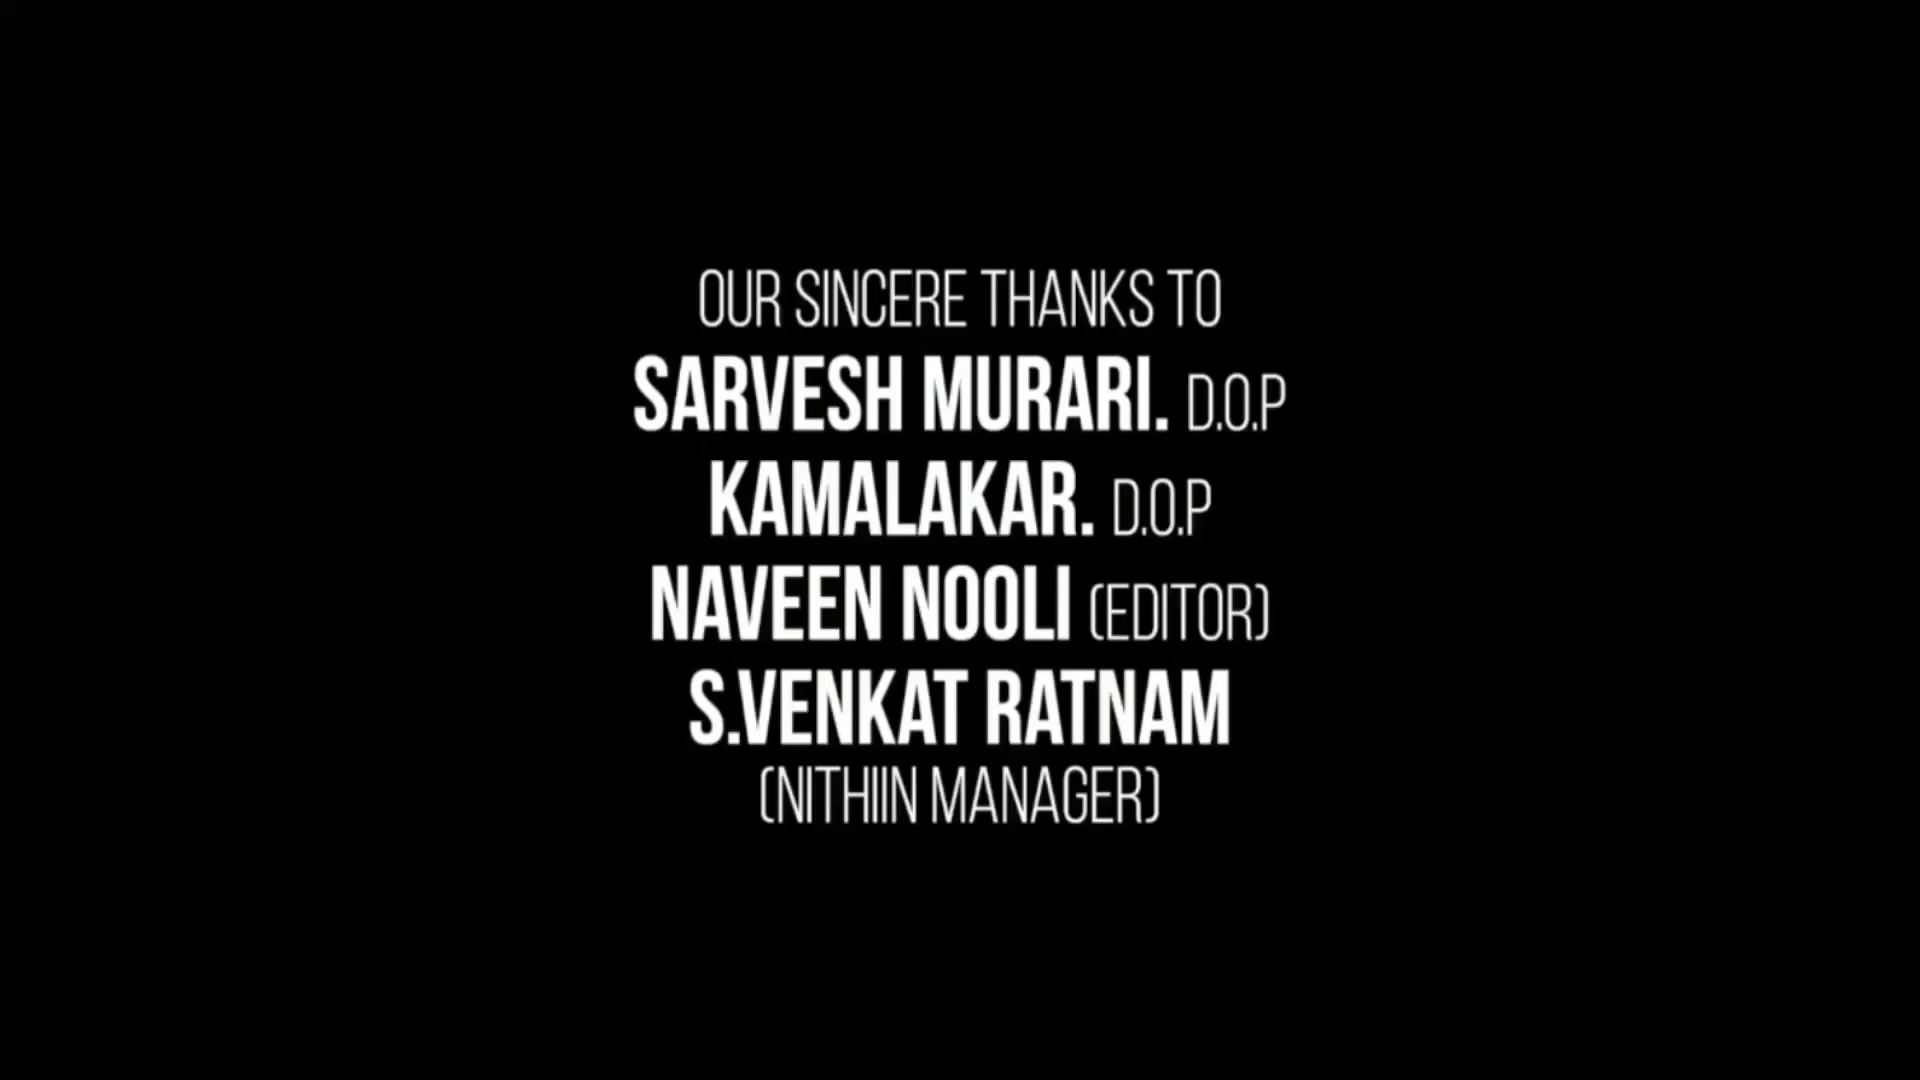 OUR SINCERE THANKS TO
SARVESH MURARI. D.O.P
KAMALAKAR. D.O.P
NAVEEN NOOLI (EDITOR)
S.VENKAT RATNAM
(NITHIIN MANAGER)